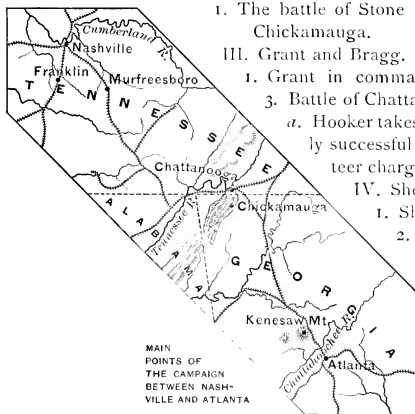 1. The battle of Stone
Chickamauga.
III. Grant and Bragg.
1. Grant in comma
3. Battle of Chatta
a. Hooker takes
ly successful
teer charg
IV. She
1. Sh
2.
Cumberland R.
Nashville
Franklin
Murfreesboro
TENNESSEE
Chattanooga
Chickamauga
Tennessee R.
ALABAMA
GEORGIA
Kenesaw Mt.
Chattahoochee R.
Atlanta
MAIN
POINTS OF
THE CAMPAIGN
BETWEEN NASH-
VILLE AND ATLANTA